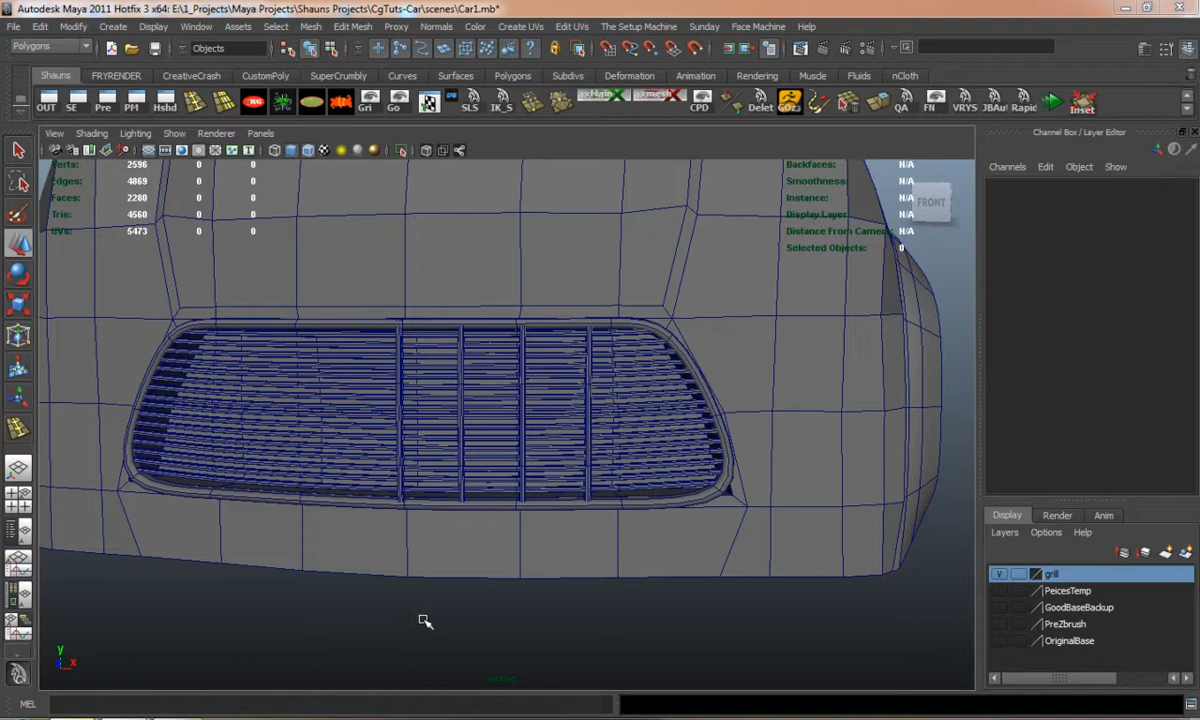 Autodesk Maya 2011 Hotfix 3 x64: E:\1_Projects\Maya Projects\Shauns Projects\CgTuts-Car\scenes\Car1.mb*
File Edit Modify Create Display Window Assets Select Mesh Edit Mesh Proxy Normals Color Create UVs Edit UVs The Setup Machine Sunday Face Machine Help
Polygons Objects
Shauns FRYRENDER CreativeCrash CustomPoly SuperCrumbly Curves Surfaces Polygons Subdivs Deformation Animation Rendering Muscle Fluids nCloth
OUT SE Pre PM Hshd Gri Go SLS IK_S CPD Delet GDz3 QA FN VRYS JBAu Rapic Inset
View Shading Lighting Show Renderer Panels
Channel Box / Layer Editor
Channels Edit Object Show
Verts: 2596 0 0
Edges: 4869 0 0
Faces: 2280 0 0
Tris: 4560 0 0
UVs: 5473 0 0
Backfaces: N/A
Smoothness: N/A
Instance: N/A
Display Layer: N/A
Distance From Camera: N/A
Selected Objects: 0
FRONT
Display Render Anim
Layers Options Help
V grill
PeicesTemp
GoodBaseBackup
PreZbrush
OriginalBase
y
x
persp
MEL